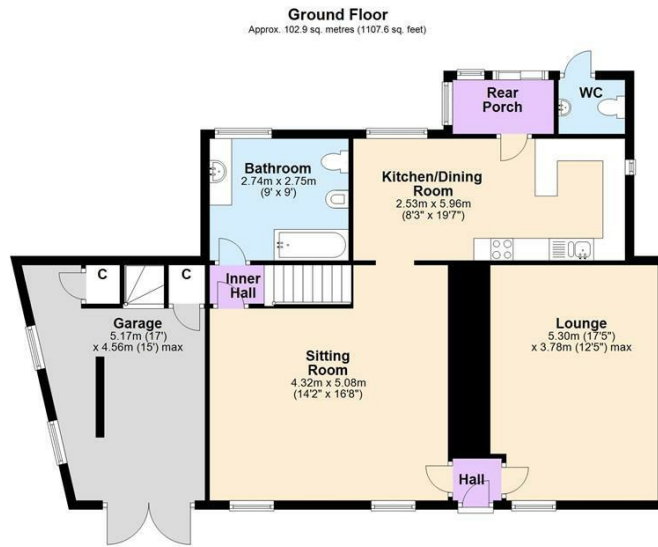 Ground Floor
Approx. 102.9 sq. metres (1107.6 sq. feet)
Rear
Porch
WC
Bathroom
2.74m x 2.75m
(9' x 9')
Kitchen/Dining
Room
2.53m x 5.96m
(8'3" x 19'7")
C
C
Inner
Hall
Garage
5.17m (17')
x 4.56m (15') max
Sitting
Room
4.32m x 5.08m
(14'2" x 16'8")
Lounge
5.30m (17'5")
x 3.78m (12'5") max
Hall